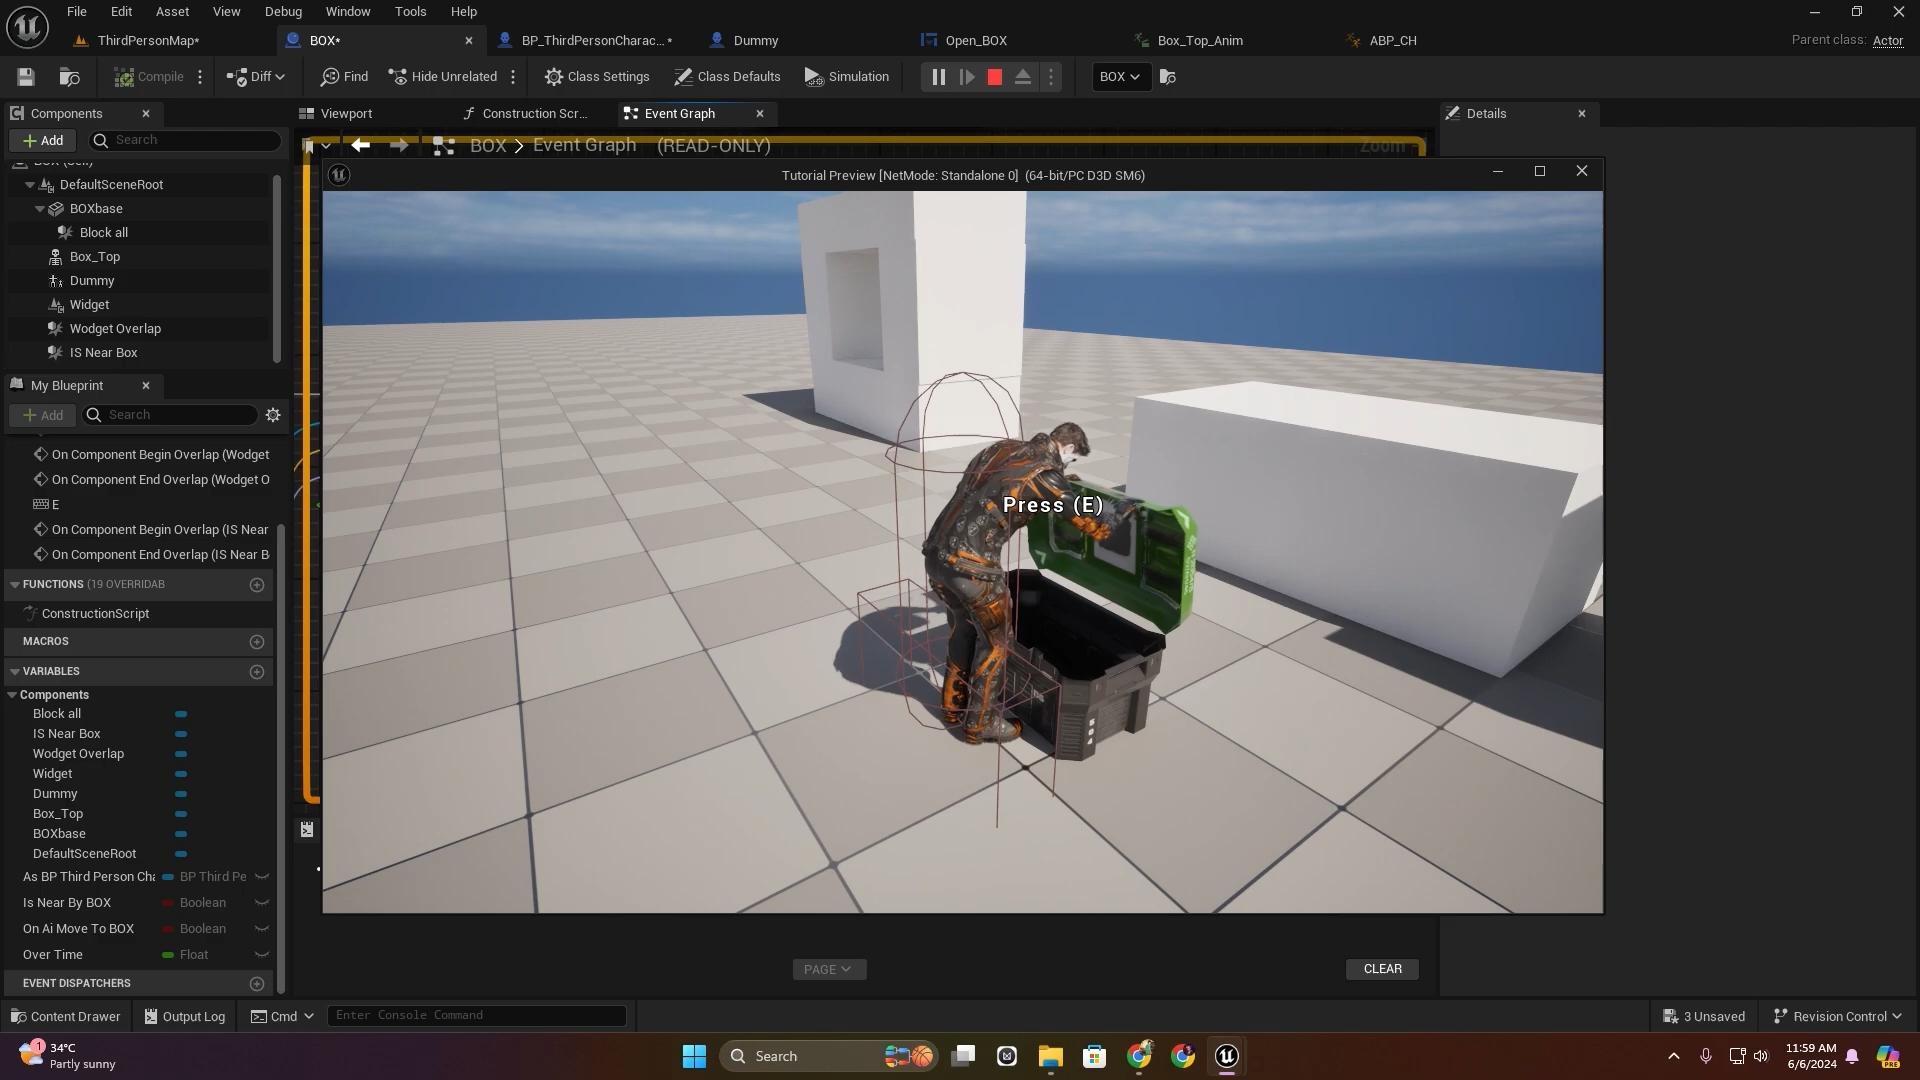 File Edit Asset View Debug Window Tools Help
ThirdPersonMap* BOX* BP_ThirdPersonCharac...* Dummy Open_BOX Box_Top_Anim ABP_CH Parent class: Actor
Compile Diff Find Hide Unrelated Class Settings Class Defaults Simulation BOX
Components Viewport Construction Scr... Event Graph Details
Add Search
BOX > Event Graph (READ-ONLY) Zoom
BOX (Self)
Tutorial Preview [NetMode: Standalone 0] (64-bit/PC D3D SM6)
DefaultSceneRoot
BOXbase
Block all
Box_Top
Dummy
Widget
Wodget Overlap
IS Near Box
My Blueprint
Add Search
On Component Begin Overlap (Wodget
On Component End Overlap (Wodget O
E
Press (E)
On Component Begin Overlap (IS Near
On Component End Overlap (IS Near B
FUNCTIONS (19 OVERRIDAB
ConstructionScript
MACROS
VARIABLES
Components
Block all
IS Near Box
Wodget Overlap
Widget
Dummy
Box_Top
BOXbase
DefaultSceneRoot
As BP Third Person Cha BP Third Pe
Is Near By BOX Boolean
On Ai Move To BOX Boolean
Over Time Float
EVENT DISPATCHERS
PAGE CLEAR
Content Drawer Output Log Cmd Enter Console Command 3 Unsaved Revision Control
1 34°C
Partly sunny
Search
11:59 AM
6/6/2024
PRE